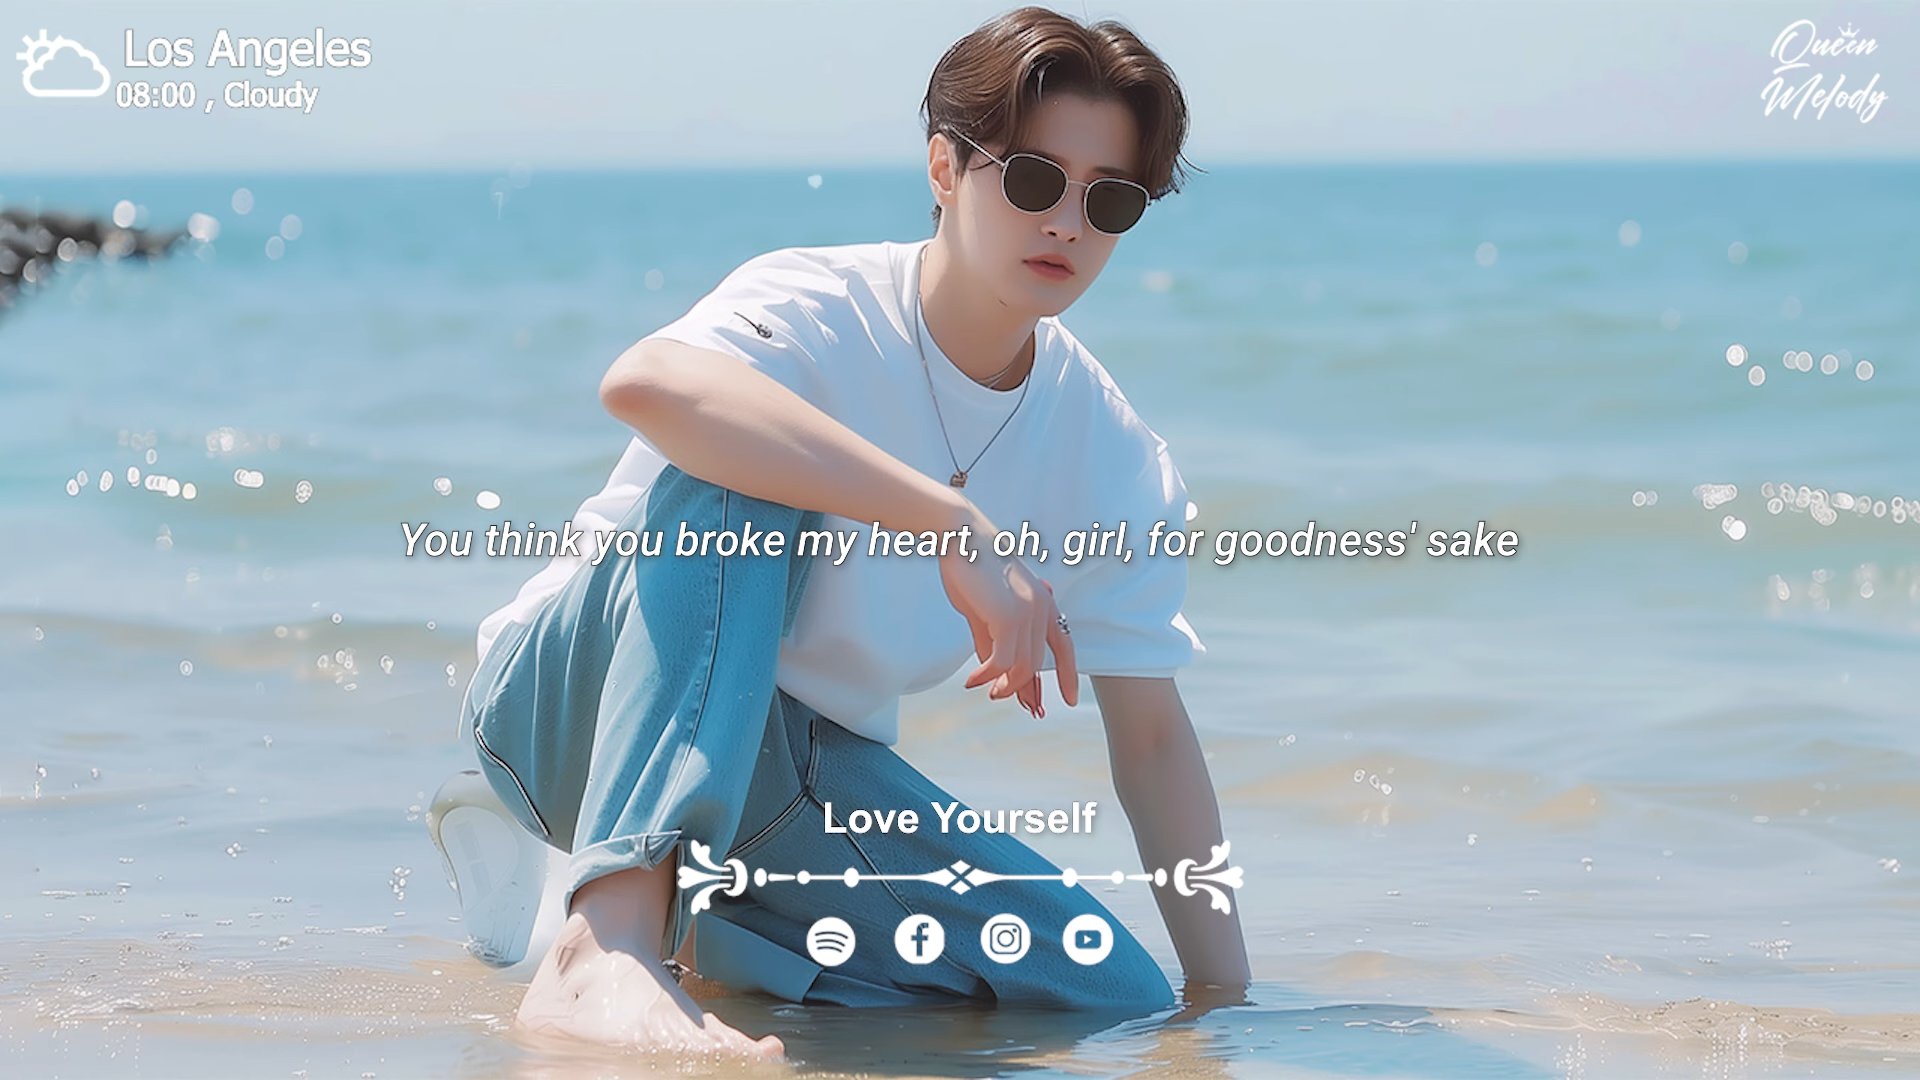 Los Angeles
08:00 , Cloudy
Queen
Melody
You think you broke my heart, oh, girl, for goodness' sake
Love Yourself